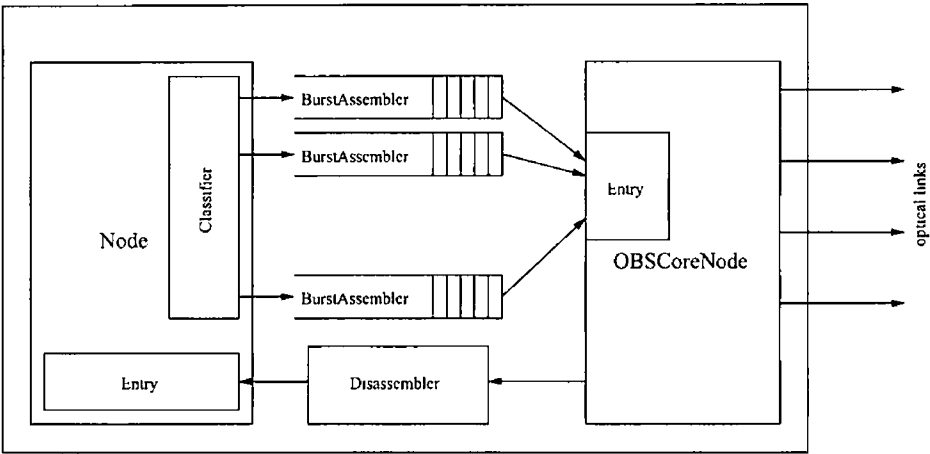 BurstAssembler
BurstAssembler
Classifier
Node
Entry
OBSCoreNode
optical links
BurstAssembler
Entry
Disassembler